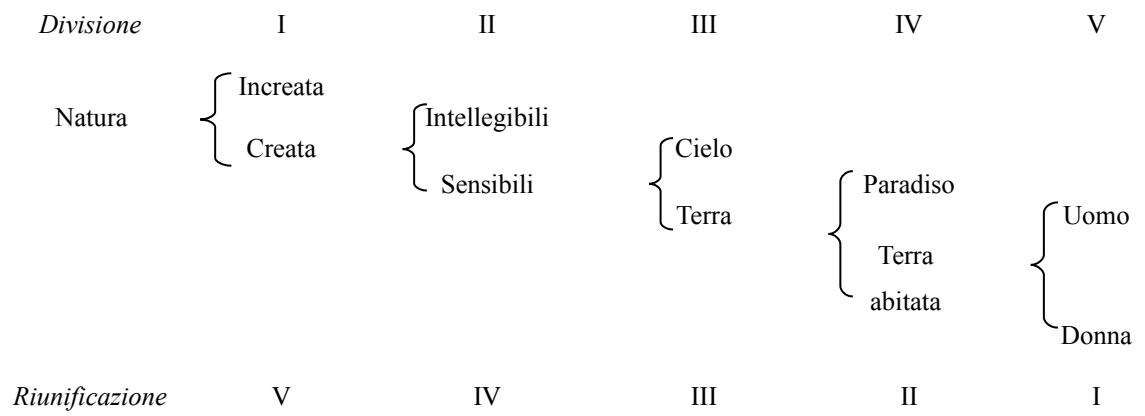 Divisione I II III IV V
Increata
Natura Intellegibili
Creata Cielo
Sensibili Paradiso
Terra Uomo
Terra
abitata
Donna
Riunificazione V IV III II I